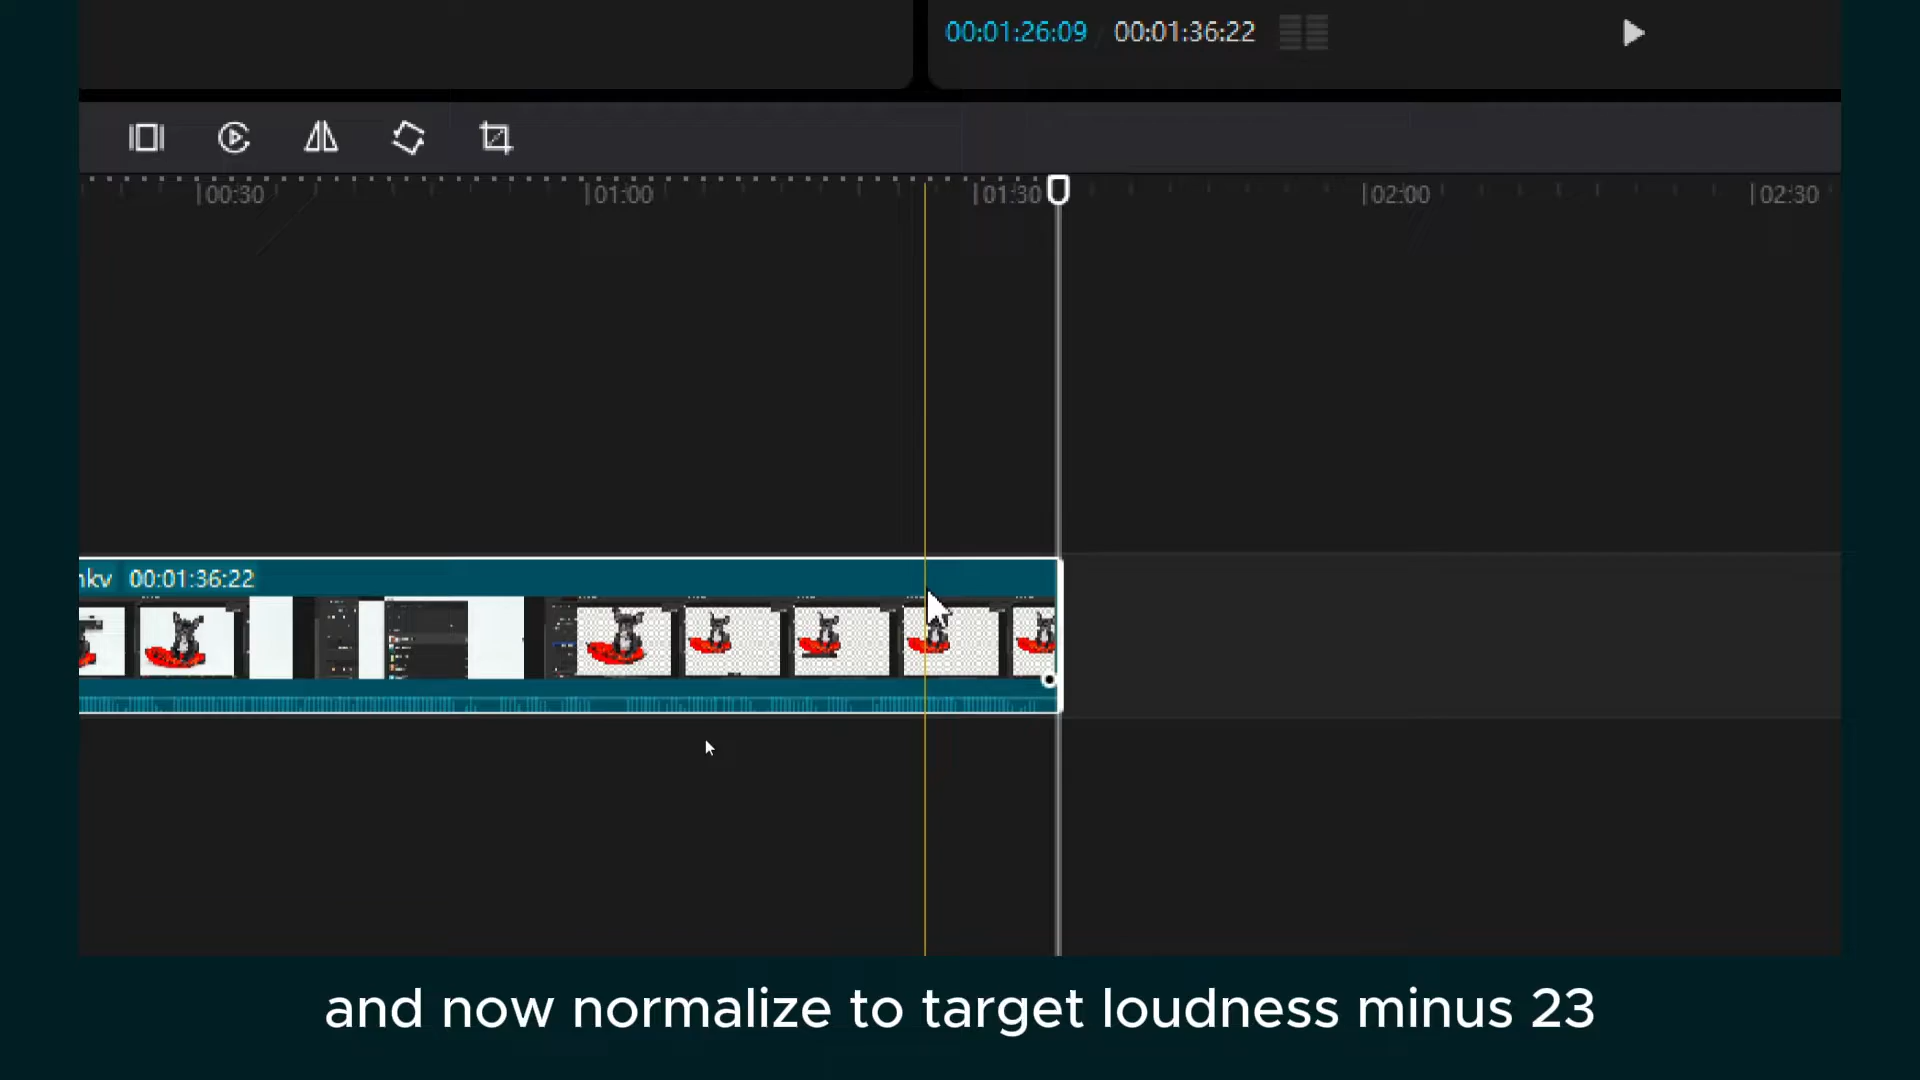 00:01:26:09 00:01:36:22
00:30 01:00 01:30 02:00 02:30
00:01:36:22
and now normalize to target loudness minus 23